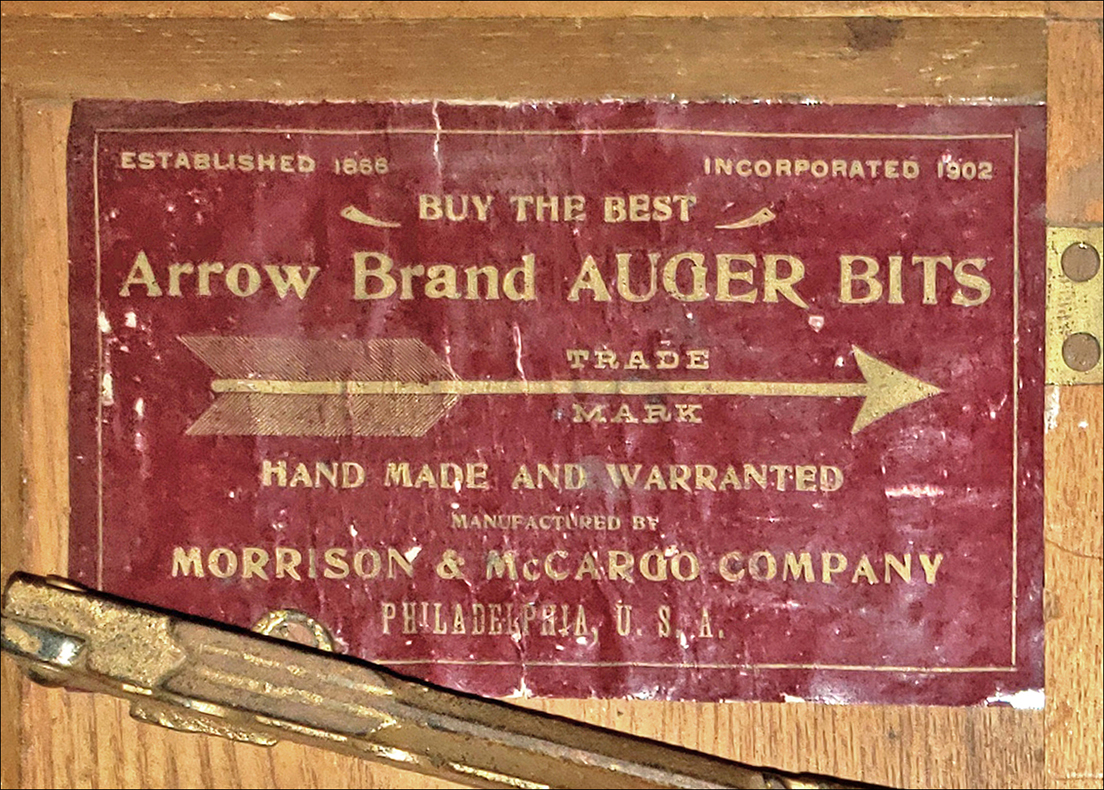 ESTABLISHED 1866
INCORPORATED 1902
BUY THE BEST
Arrow Brand AUGER BITS
TRADE
MARK
HAND MADE AND WARRANTED
MANUFACTURED BY
MORRISON & McCARGO COMPANY
PHILADELPHIA, U. S. A.